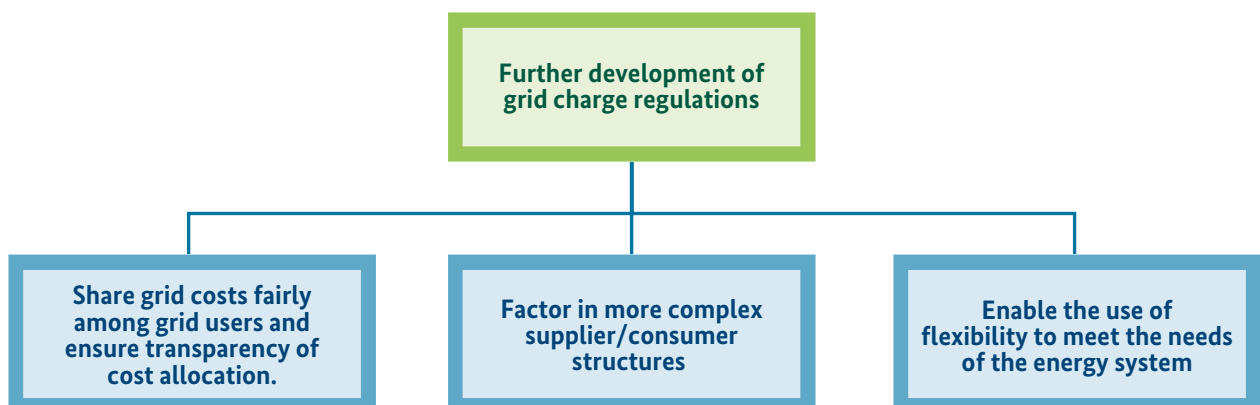 Further development of
grid charge regulations
Share grid costs fairly
among grid users and
ensure transparency of
cost allocation.
Factor in more complex
supplier/consumer
structures
Enable the use of
flexibility to meet the needs
of the energy system